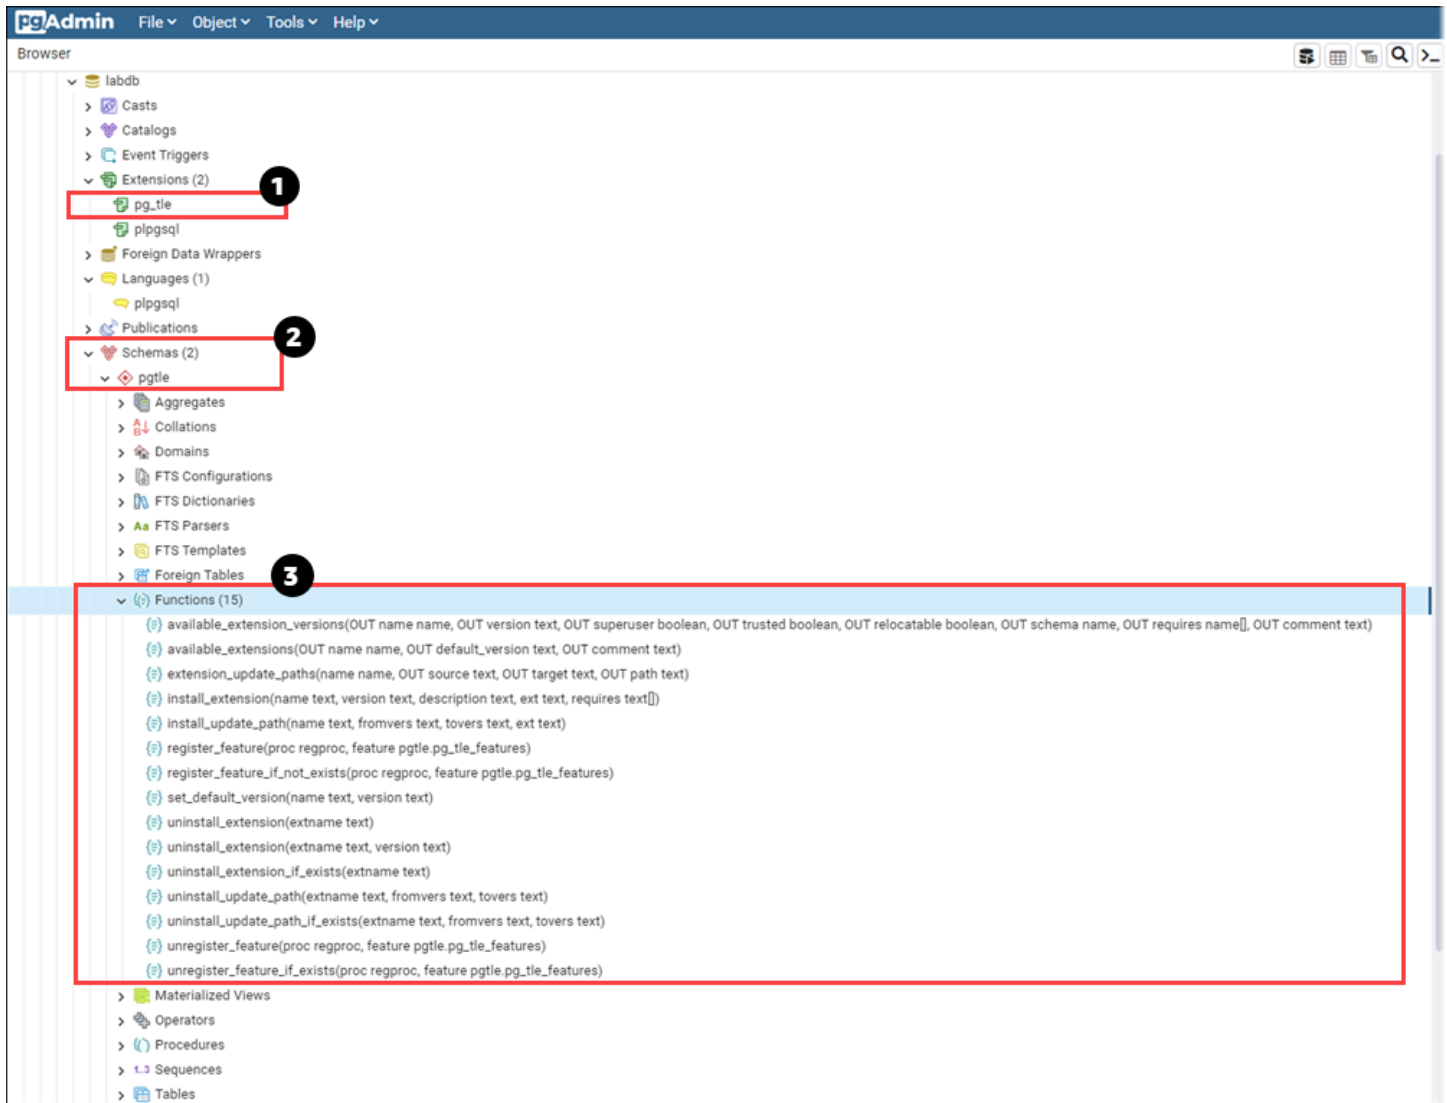 pgAdmin File Object Tools Help
Browser
labdb
Casts
Catalogs
Event Triggers
Extensions (2)
1
pg_tle
plpgsql
Foreign Data Wrappers
Languages (1)
plpgsql
Publications
2
Schemas (2)
pgtle
Aggregates
Collations
Domains
FTS Configurations
FTS Dictionaries
Aa FTS Parsers
FTS Templates
Foreign Tables
3
Functions (15)
available_extension_versions(OUT name name, OUT version text, OUT superuser boolean, OUT trusted boolean, OUT relocatable boolean, OUT schema name, OUT requires name[], OUT comment text)
available_extensions(OUT name name, OUT default_version text, OUT comment text)
extension_update_paths(name name, OUT source text, OUT target text, OUT path text)
install_extension(name text, version text, description text, ext text, requires text[])
install_update_path(name text, fromvers text, tovers text, ext text)
register_feature(proc regproc, feature pgtle.pg_tle_features)
register_feature_if_not_exists(proc regproc, feature pgtle.pg_tle_features)
set_default_version(name text, version text)
uninstall_extension(extname text)
uninstall_extension(extname text, version text)
uninstall_extension_if_exists(extname text)
uninstall_update_path(extname text, fromvers text, tovers text)
uninstall_update_path_if_exists(extname text, fromvers text, tovers text)
unregister_feature(proc regproc, feature pgtle.pg_tle_features)
unregister_feature_if_exists(proc regproc, feature pgtle.pg_tle_features)
Materialized Views
Operators
Procedures
1..3 Sequences
Tables